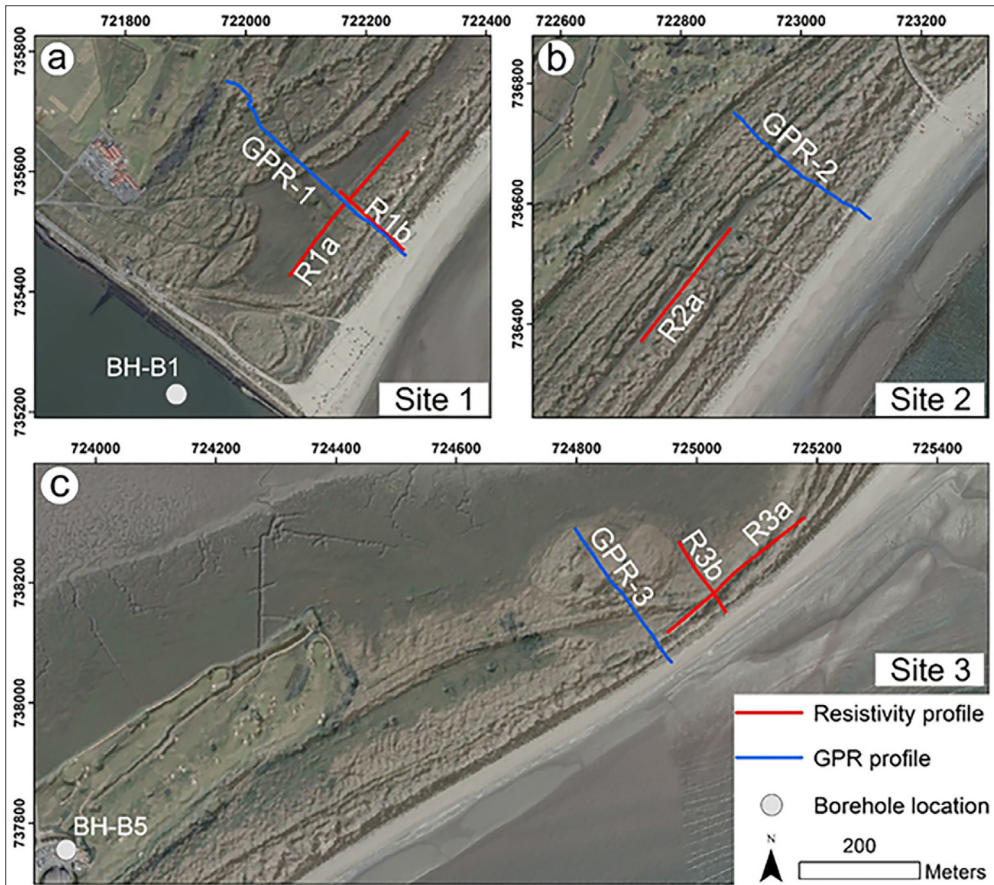 721800 722000 722200 722400
735800
735600
735400
735200
a
GPR-1
R1a
R1b
BH-B1
Site 1
722600 722800 723000 723200
736800
736600
736400
b
GPR-2
R2a
Site 2
724000 724200 724400 724600 724800 725000 725200 725400
738200
738000
737800
c
GPR-3
R3b
R3a
BH-B5
Site 3
Resistivity profile
GPR profile
Borehole location
N
200
Meters